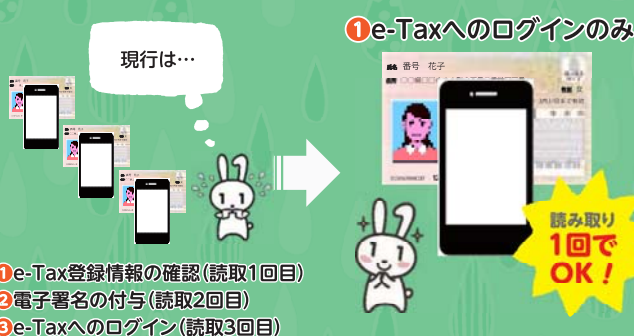 現行は…
❶e-Tax登録情報の確認（読取1回目）
❷電子署名の付与（読取2回目）
❸e-Taxへのログイン（読取3回目）
❶e-Taxへのログインのみ
氏名 番号 花子
読み取り
1回で
OK！